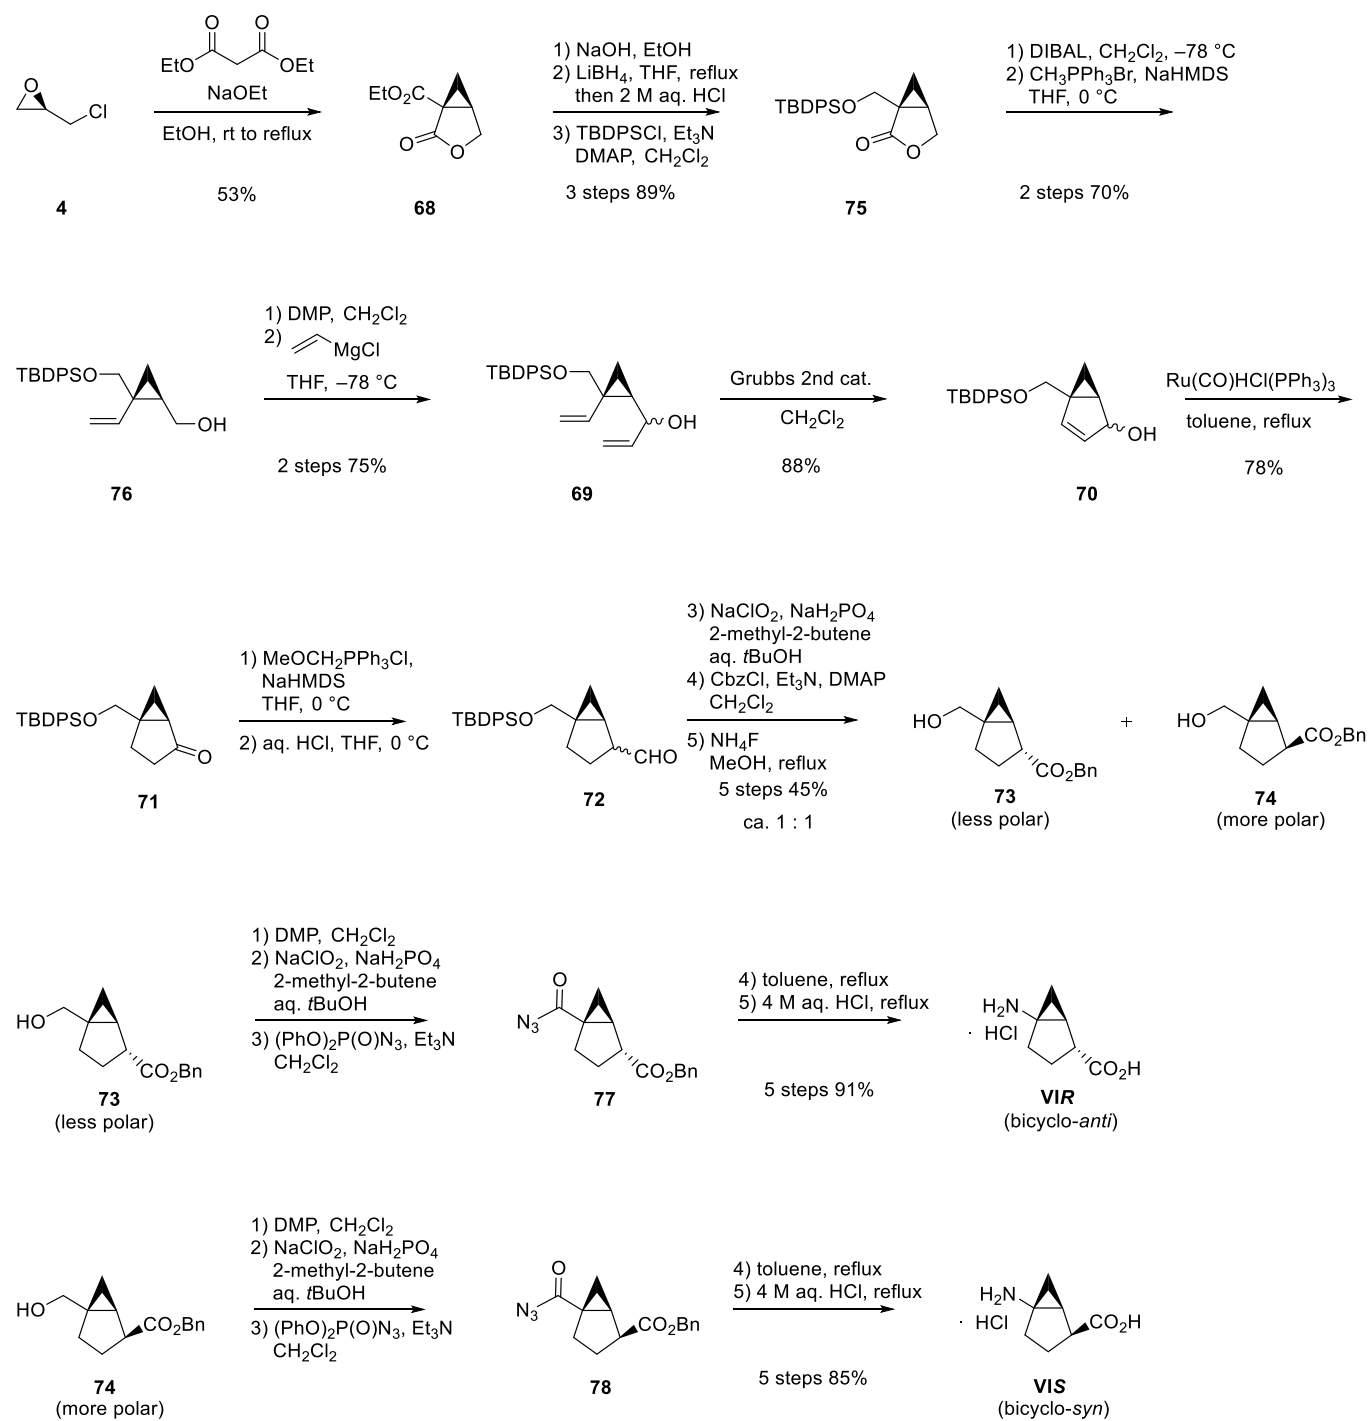 O O
EtO OEt
NaOEt
EtOH, rt to reflux
53%
O
Cl
4
EtO2C
O
O
68
1) NaOH, EtOH
2) LiBH4, THF, reflux
then 2 M aq. HCl
3) TBDPSCl, Et3N
DMAP, CH2Cl2
3 steps 89%
TBDPSO
O
O
75
1) DIBAL, CH2Cl2, –78 °C
2) CH3PPh3Br, NaHMDS
THF, 0 °C
2 steps 70%
TBDPSO
OH
76
1) DMP, CH2Cl2
2)
MgCl
THF, –78 °C
2 steps 75%
TBDPSO
OH
69
Grubbs 2nd cat.
CH2Cl2
88%
TBDPSO
OH
70
Ru(CO)HCl(PPh3)3
toluene, reflux
78%
TBDPSO
O
71
1) MeOCH2PPh3Cl,
NaHMDS
THF, 0 °C
2) aq. HCl, THF, 0 °C
TBDPSO
CHO
72
3) NaClO2, NaH2PO4
2-methyl-2-butene
aq. tBuOH
4) CbzCl, Et3N, DMAP
CH2Cl2
5) NH4F
MeOH, reflux
5 steps 45%
ca. 1 : 1
HO
CO2Bn
73
(less polar)
+
HO
CO2Bn
74
(more polar)
HO
CO2Bn
73
(less polar)
1) DMP, CH2Cl2
2) NaClO2, NaH2PO4
2-methyl-2-butene
aq. tBuOH
3) (PhO)2P(O)N3, Et3N
CH2Cl2
O
N3
CO2Bn
77
4) toluene, reflux
5) 4 M aq. HCl, reflux
5 steps 91%
H2N
· HCl
CO2H
VIR
(bicyclo-anti)
HO
CO2Bn
74
(more polar)
1) DMP, CH2Cl2
2) NaClO2, NaH2PO4
2-methyl-2-butene
aq. tBuOH
3) (PhO)2P(O)N3, Et3N
CH2Cl2
O
N3
CO2Bn
78
4) toluene, reflux
5) 4 M aq. HCl, reflux
5 steps 85%
H2N
· HCl
CO2H
VIS
(bicyclo-syn)